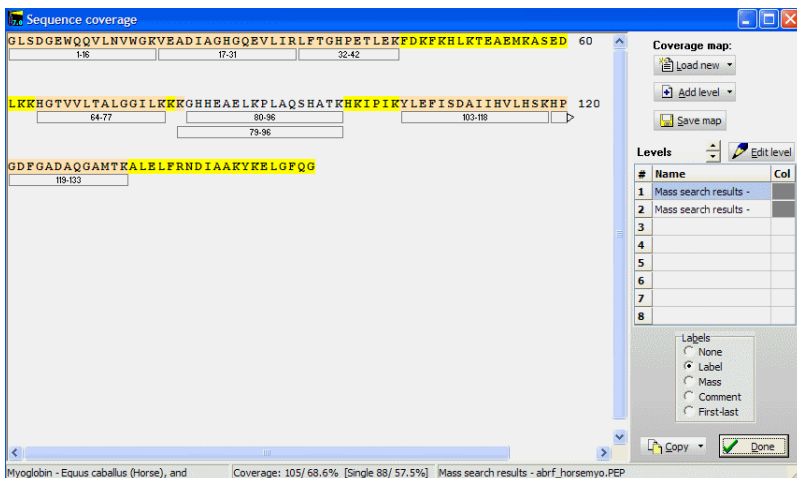 7.0 Sequence coverage
GLSDGEWQQVLNVWGKVEADIAGHGQEVLIRLFTGHPETLEKFDKFKHLKTEAEMKASED 60
1-16 17-31 32-42
LKKHGTVVLTALGGILKKKGHHEAELKPLAQSHATKHKIPIKYLEFISDAIIHVLHSKHP 120
64-77 80-96 103-118
79-96
GDFGADAQGAMTKALELFRNDIAAKYKELGFQG
119-133
Coverage map:
Load new
Add level
Save map
Levels Edit level
# Name Col
1 Mass search results -
2 Mass search results -
3
4
5
6
7
8
Labels
None
Label
Mass
Comment
First-last
Copy Done
Myoglobin - Equus caballus (Horse), and Coverage: 105/ 68.6% [Single 88/ 57.5%] Mass search results - abrf_horsemyo.PEP